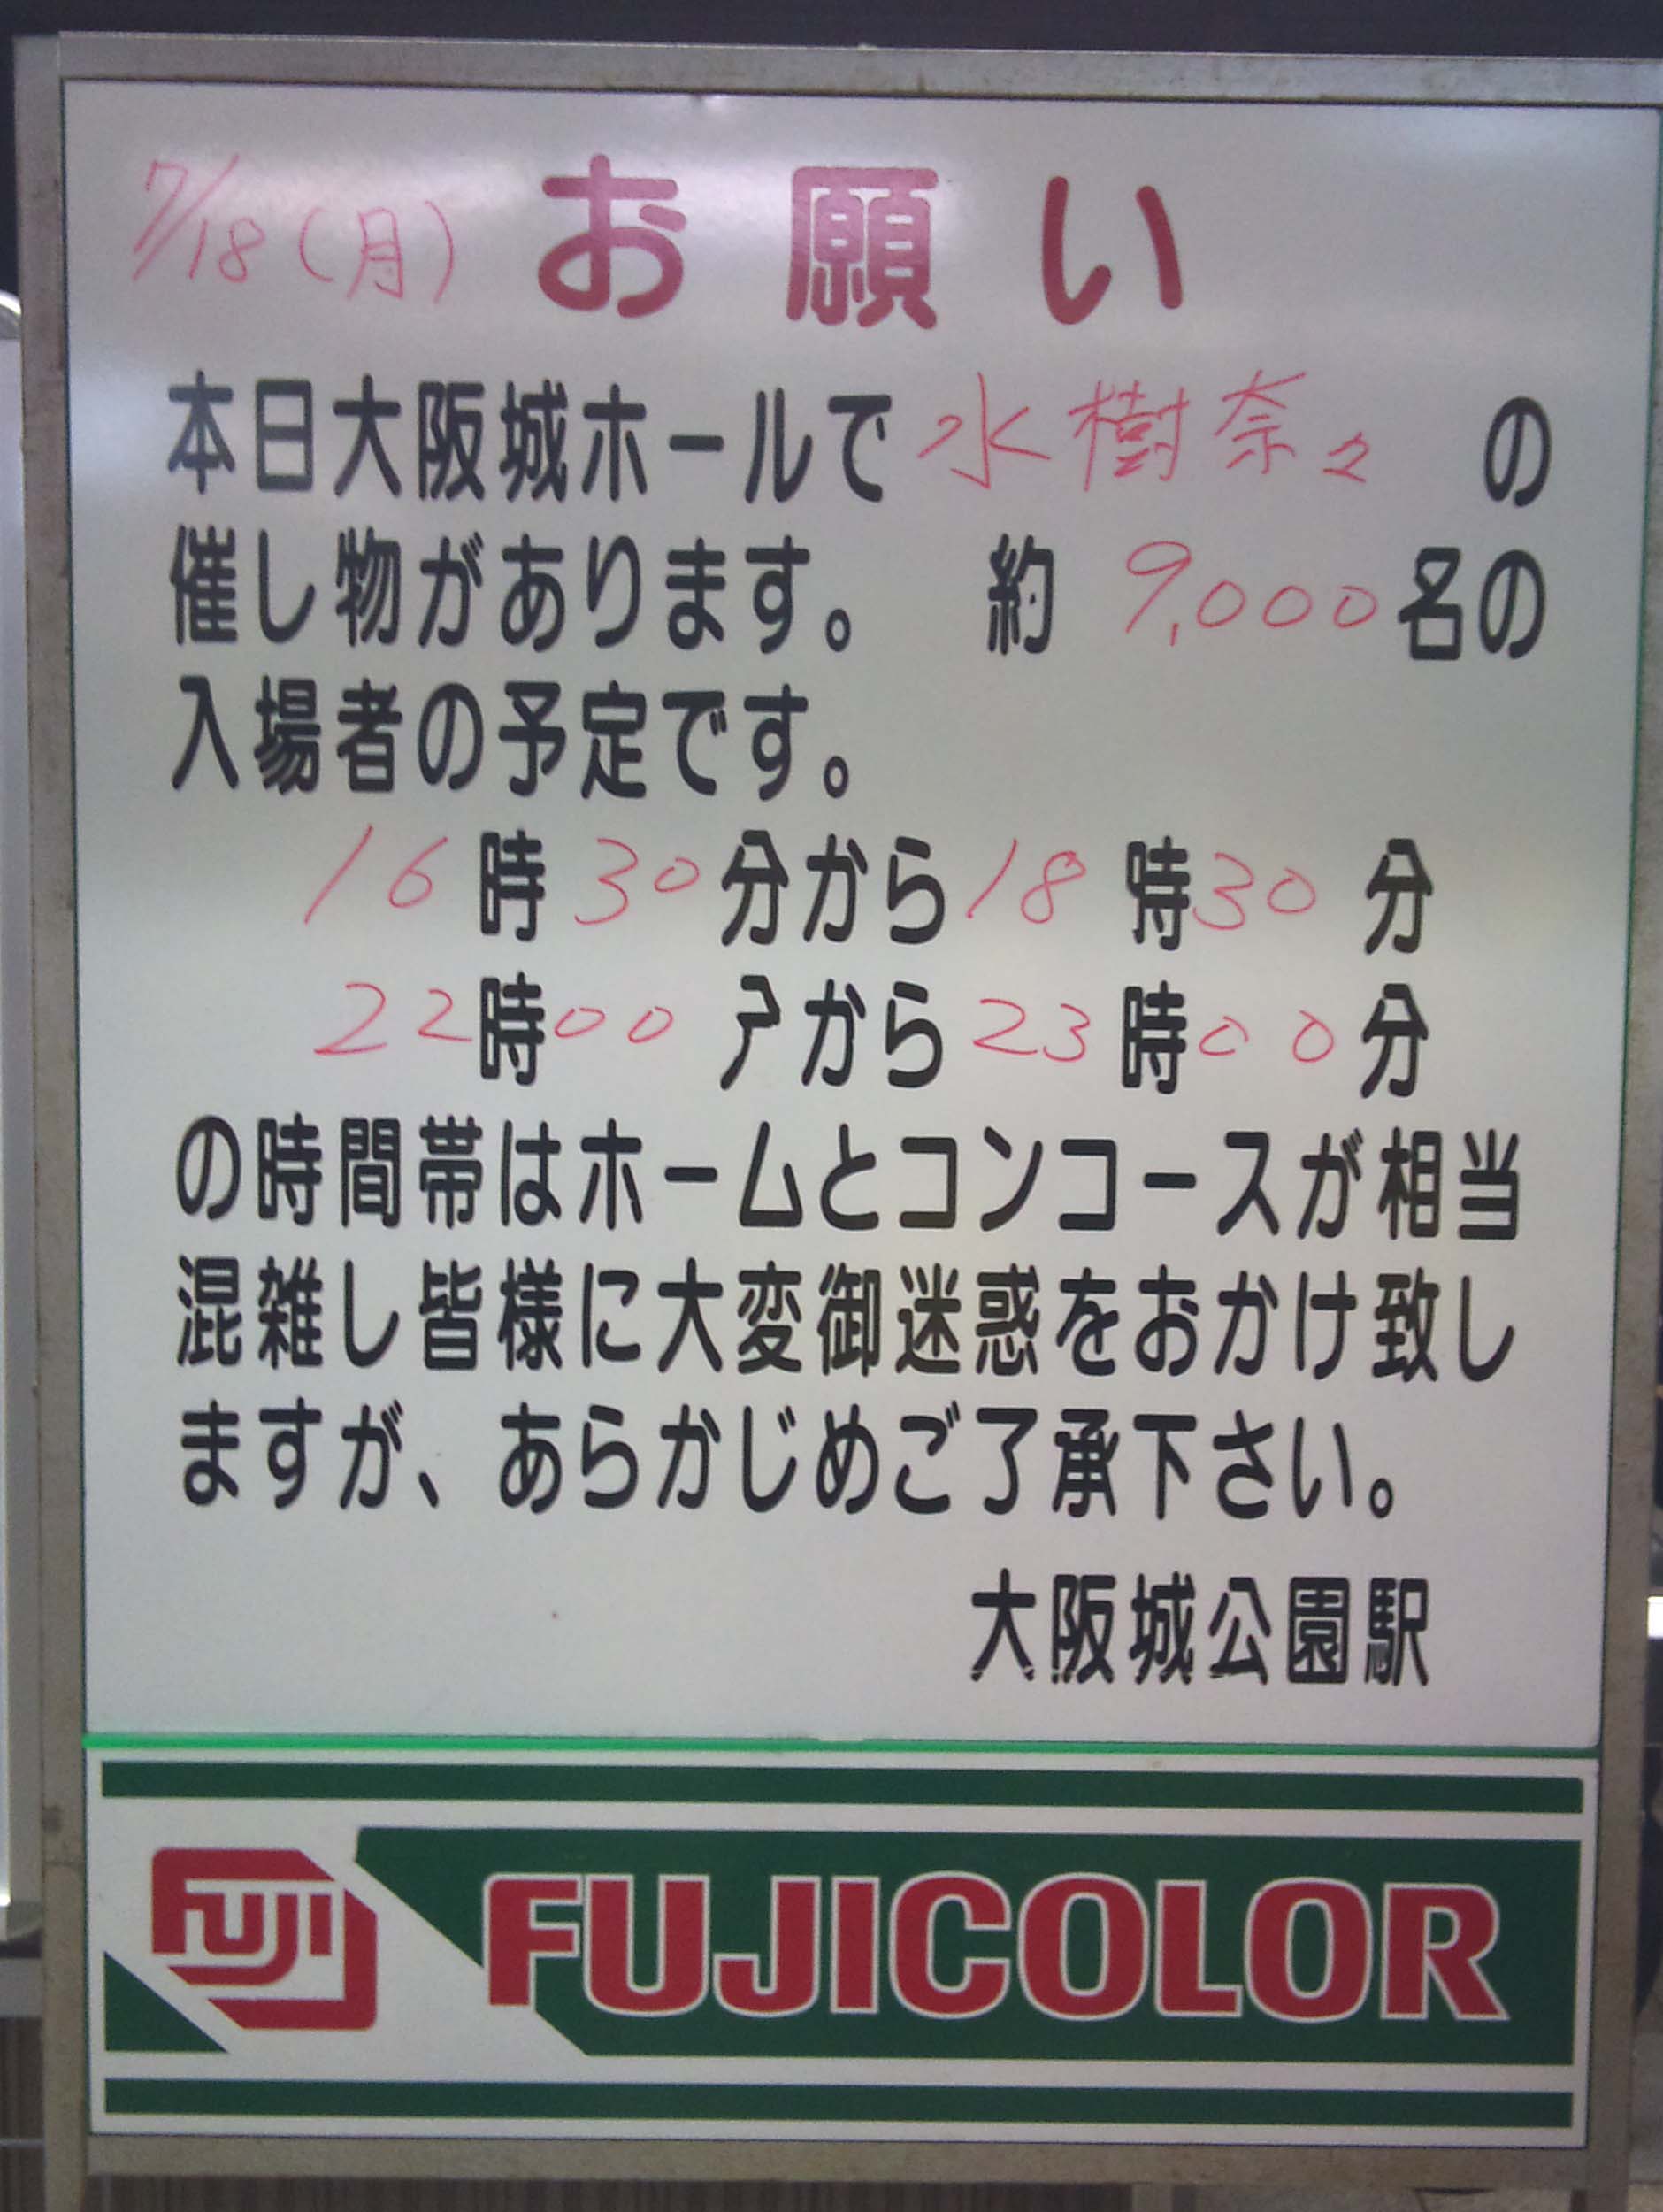 7/18(月) お願い
本日大阪城ホールで水樹奈々の
催し物があります。 約9,000名の
入場者の予定です。
16時30分から18時30分
22時00分から23時00分
の時間帯はホームとコンコースが相当
混雑し皆様に大変御迷惑をおかけ致し
ますが、あらかじめご了承下さい。
大阪城公園駅
FUJI FUJICOLOR